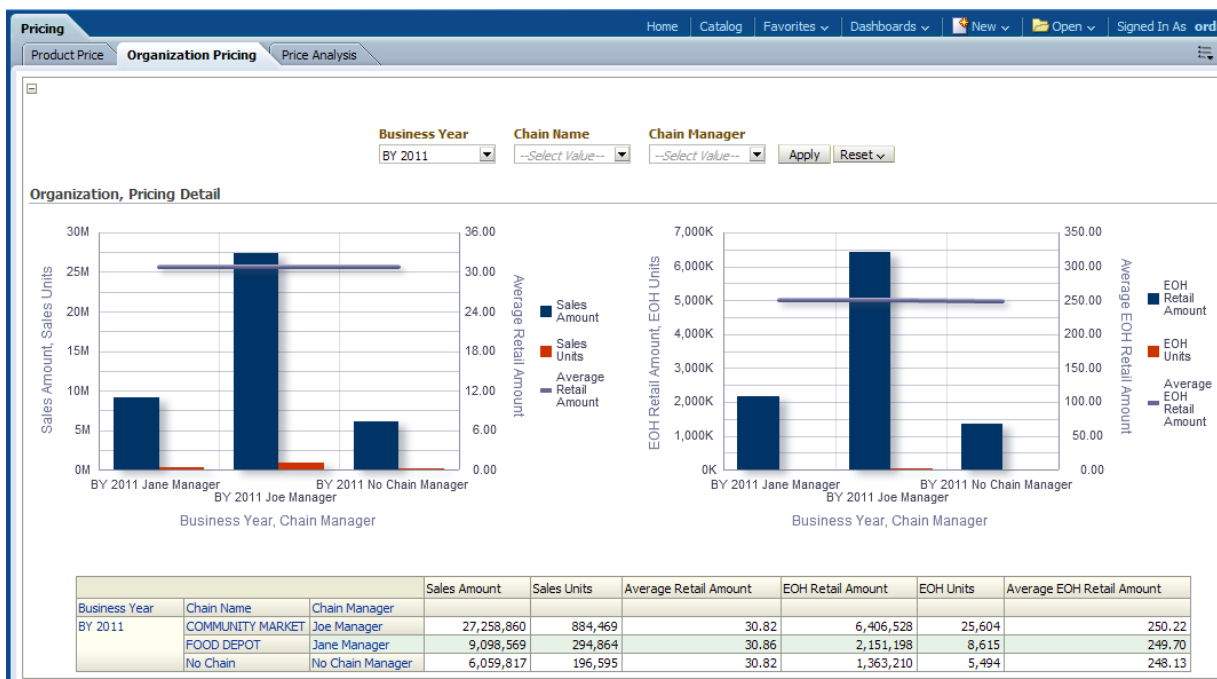 Pricing
Home Catalog Favorites Dashboards New Open Signed In As ord
Product Price Organization Pricing Price Analysis
Business Year Chain Name Chain Manager
BY 2011 --Select Value-- --Select Value-- Apply Reset
Organization, Pricing Detail
Sales Amount, Sales Units
30M
25M
20M
15M
10M
5M
0M
36.00
30.00
24.00
18.00
12.00
6.00
0.00
Average Retail Amount
Sales
Amount
Sales
Units
Average
Retail
Amount
BY 2011 Jane Manager BY 2011 No Chain Manager
BY 2011 Joe Manager
Business Year, Chain Manager
EOH Retail Amount, EOH Units
7,000K
6,000K
5,000K
4,000K
3,000K
2,000K
1,000K
0K
350.00
300.00
250.00
200.00
150.00
100.00
50.00
0.00
Average EOH Retail Amount
EOH
Retail
Amount
EOH
Units
Average
EOH
Retail
Amount
BY 2011 Jane Manager BY 2011 No Chain Manager
BY 2011 Joe Manager
Business Year, Chain Manager
Sales Amount Sales Units Average Retail Amount EOH Retail Amount EOH Units Average EOH Retail Amount
Business Year Chain Name Chain Manager
BY 2011 COMMUNITY MARKET Joe Manager 27,258,860 884,469 30.82 6,406,528 25,604 250.22
FOOD DEPOT Jane Manager 9,098,569 294,864 30.86 2,151,198 8,615 249.70
No Chain No Chain Manager 6,059,817 196,595 30.82 1,363,210 5,494 248.13